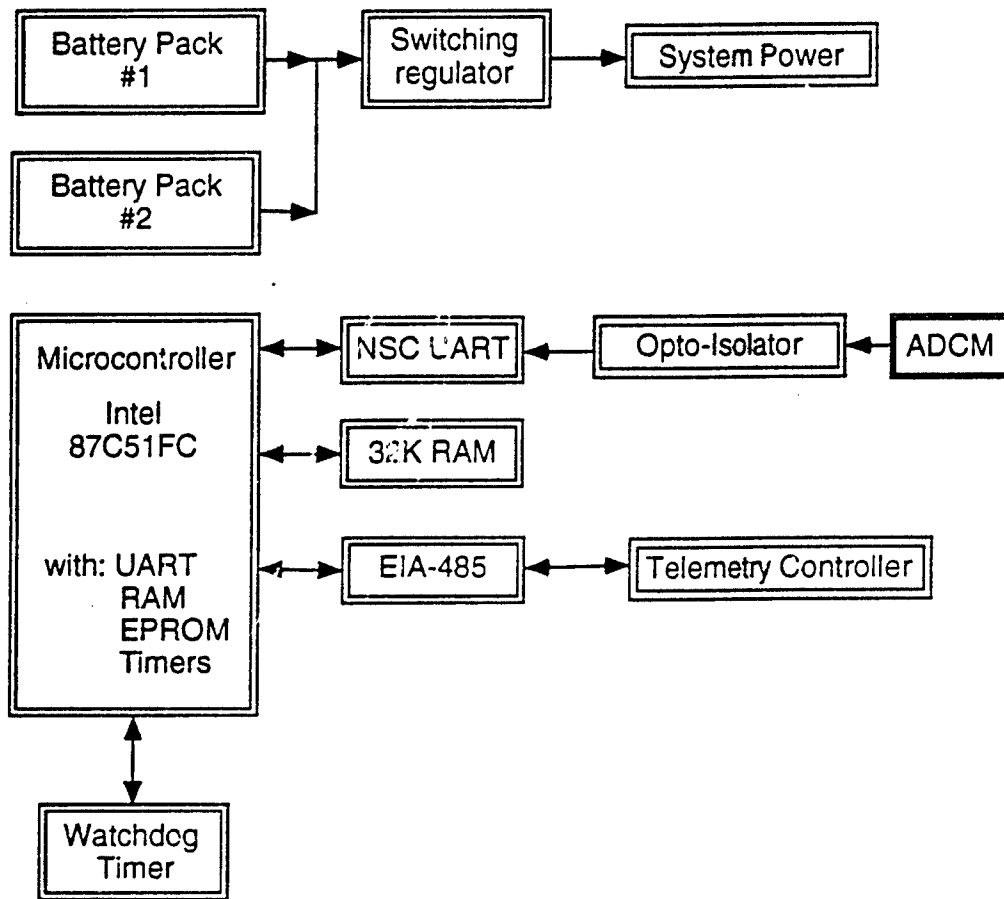 Battery Pack
#1
Switching
regulator
System Power
Battery Pack
#2
Microcontroller
Intel
87C51FC
with: UART
RAM
EPROM
Timers
NSC UART
Opto-Isolator
ADCM
32K RAM
EIA-485
Telemetry Controller
Watchdog
Timer